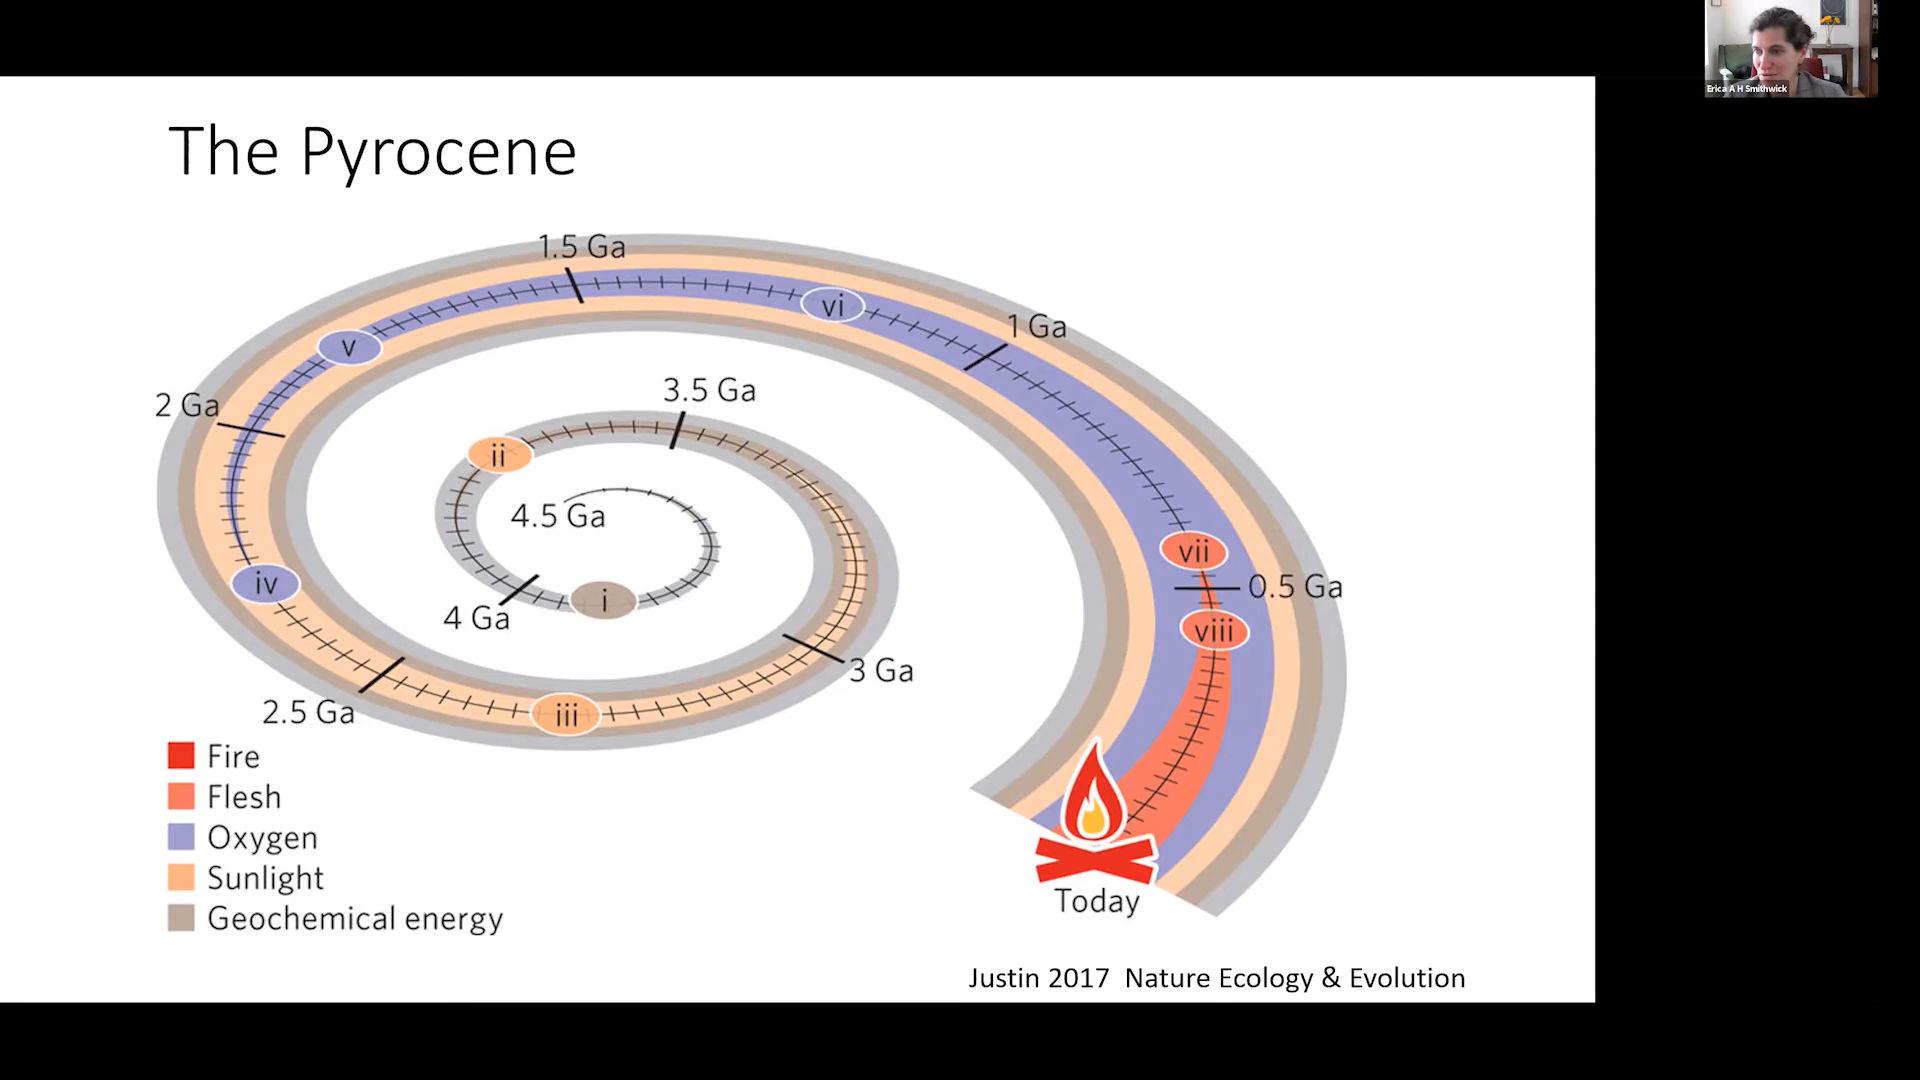 Erica A H Smithwick
The Pyrocene
1.5 Ga
vi
1 Ga
v
3.5 Ga
2 Ga
ii
4.5 Ga
vii
iv
0.5 Ga
i
4 Ga
viii
3 Ga
2.5 Ga
iii
Fire
Flesh
Oxygen
Sunlight
Geochemical energy
Today
Justin 2017 Nature Ecology & Evolution